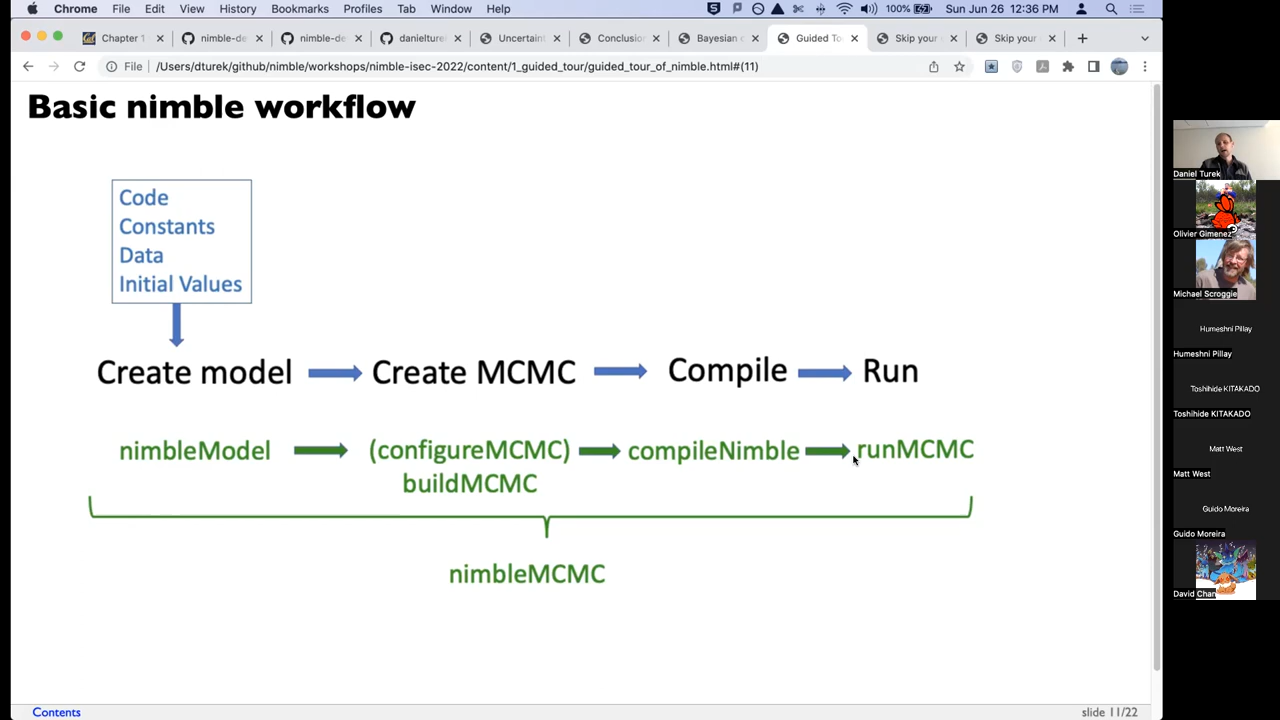 Chrome File Edit View History Bookmarks Profiles Tab Window Help 100% Sun Jun 26 12:36 PM
Chapter 1 nimble-de nimble-de danielture Uncertaint Conclusion Bayesian c Guided To Skip your Skip your
File /Users/dturek/github/nimble/workshops/nimble-isec-2022/content/1_guided_tour/guided_tour_of_nimble.html#(11)
Basic nimble workflow
Code
Constants
Data
Initial Values
Create model Create MCMC Compile Run
nimbleModel (configureMCMC) compileNimble runMCMC
buildMCMC
nimbleMCMC
Contents
slide 11/22
Daniel Turek
Olivier Gimenez
Michael Scroggie
Humeshni Pillay
Humeshni Pillay
Toshihide KITAKADO
Toshihide KITAKADO
Matt West
Matt West
Guido Moreira
Guido Moreira
David Chan